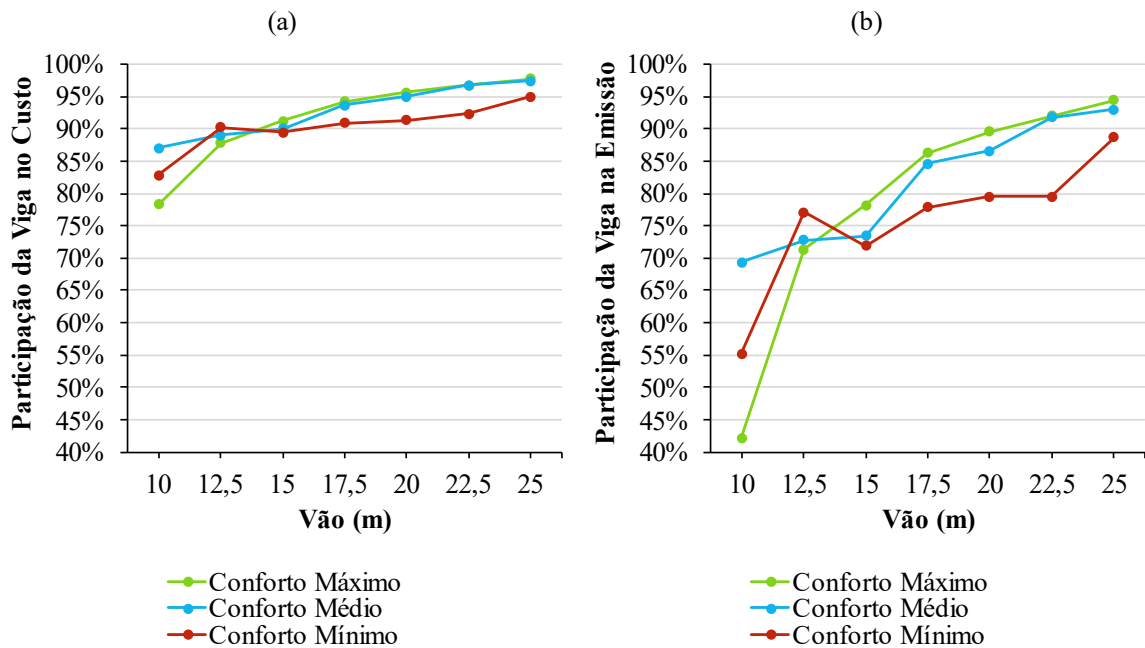 (a)
Participação da Viga no Custo
100%
95%
90%
85%
80%
75%
70%
65%
60%
55%
50%
45%
40%
10 12,5 15 17,5 20 22,5 25
Vão (m)
Conforto Máximo
Conforto Médio
Conforto Mínimo
(b)
Participação da Viga na Emissão
100%
95%
90%
85%
80%
75%
70%
65%
60%
55%
50%
45%
40%
10 12,5 15 17,5 20 22,5 25
Vão (m)
Conforto Máximo
Conforto Médio
Conforto Mínimo